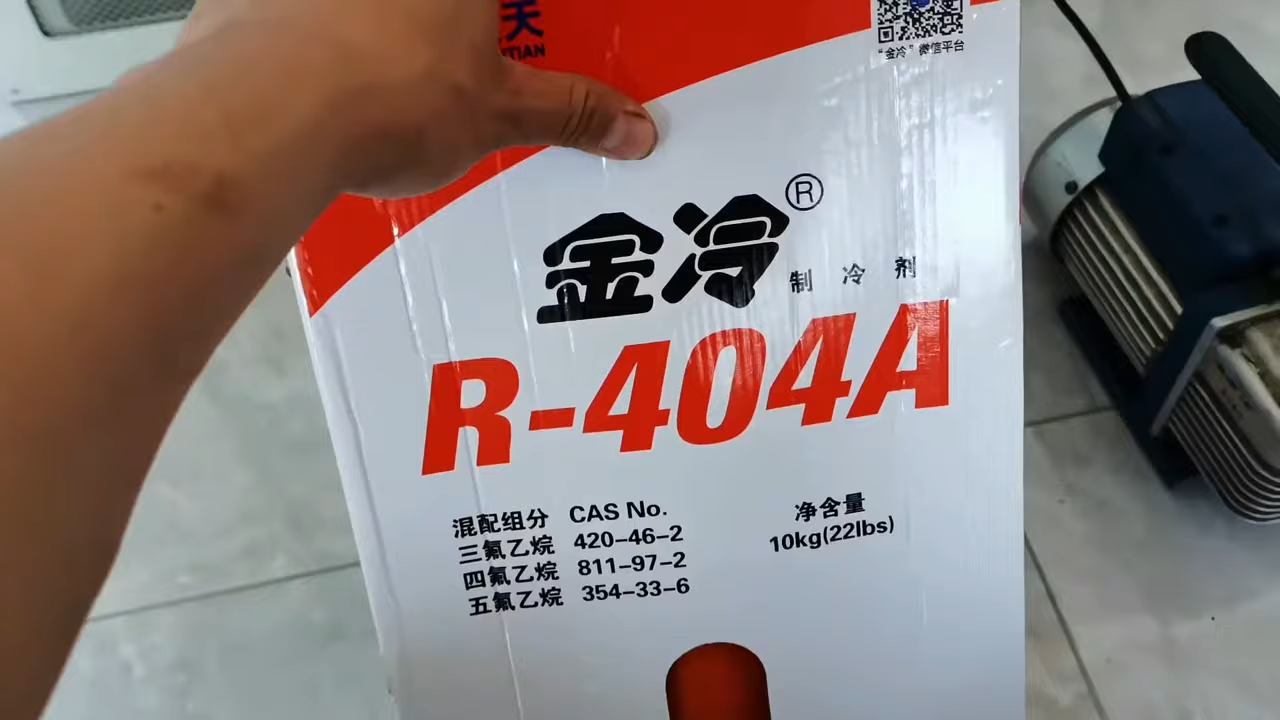 天
TIAN
“金冷”微信平台
金冷®
制冷剂
R-404A
混配组分 CAS No.
三氟乙烷 420-46-2
四氟乙烷 811-97-2
五氟乙烷 354-33-6
净含量
10kg(22lbs)